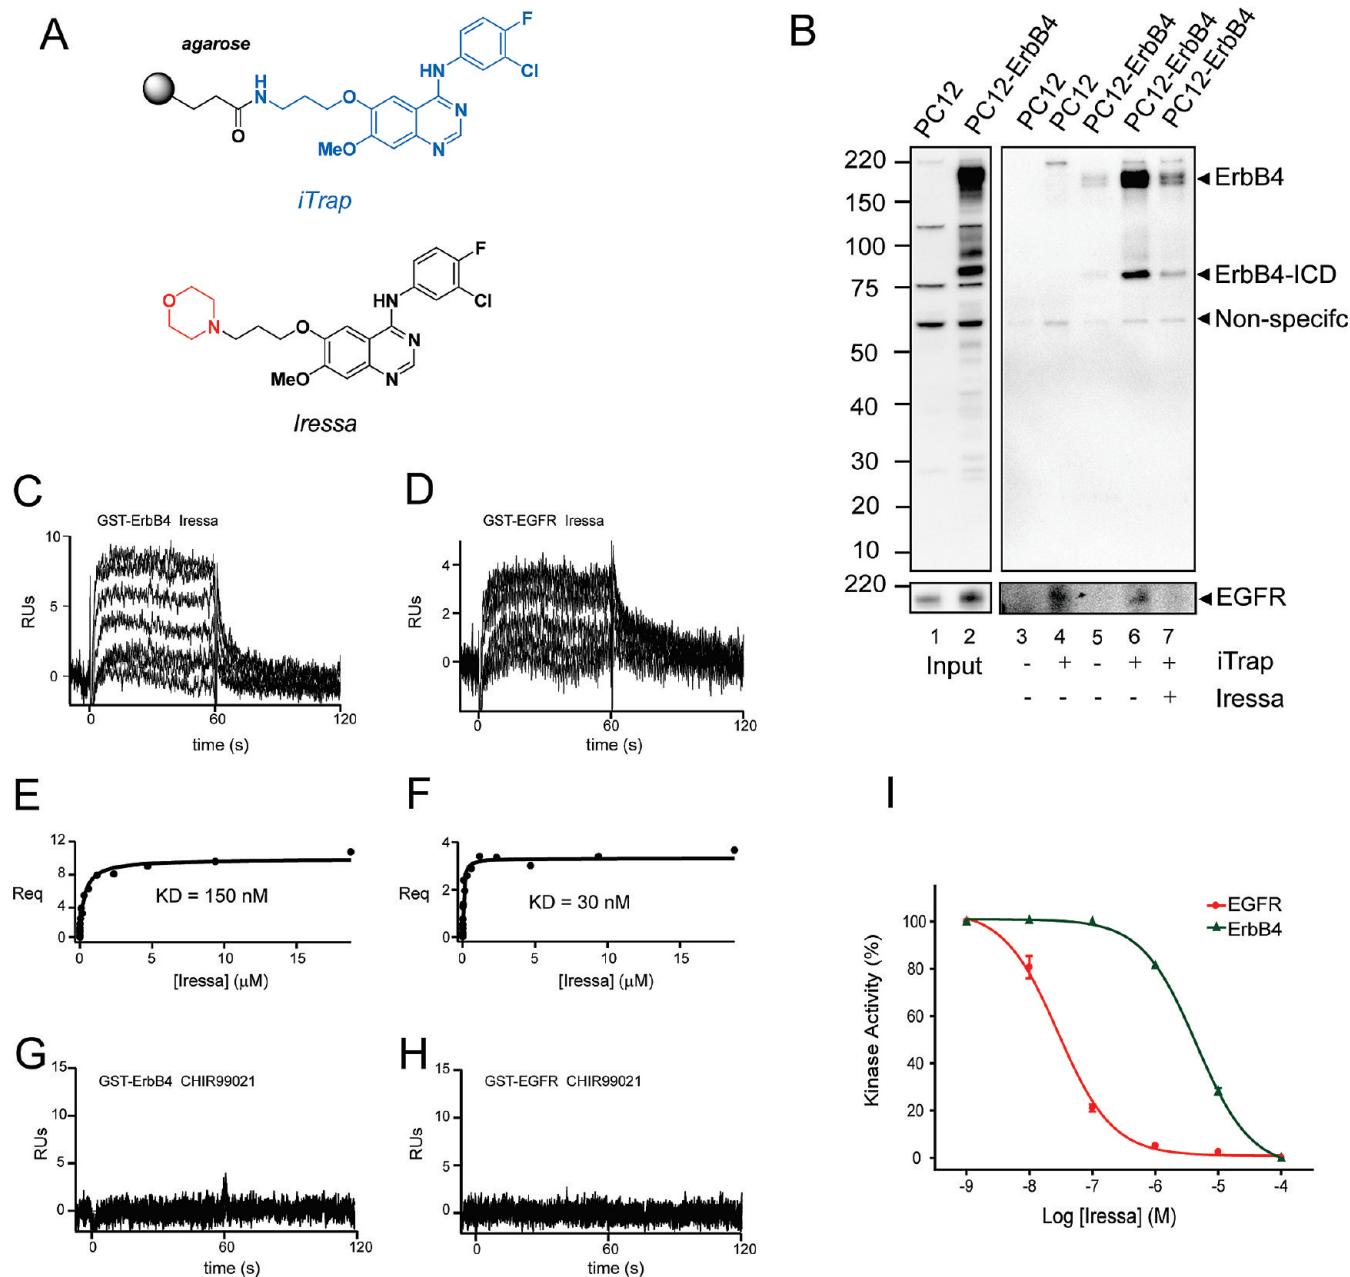 A
agarose
O
N
H
O
MeO
N
N
HN
Cl
F
iTrap
O
N
O
MeO
N
N
HN
Cl
F
Iressa
B
PC12
PC12-ErbB4
PC12
PC12
PC12-ErbB4
PC12-ErbB4
PC12-ErbB4
220
150
100
75
50
40
30
20
10
220
ErbB4
ErbB4-ICD
Non-specifc
EGFR
1 2 3 4 5 6 7
Input
- + - + + iTrap
- - - - + Iressa
C
GST-ErbB4 Iressa
10
5
0
RUs
0 60 120
time (s)
D
GST-EGFR Iressa
4
2
0
RUs
0 60 120
time (s)
E
12
8
4
0
Req
KD = 150 nM
0 5 10 15
[Iressa] (μM)
F
4
2
0
Req
KD = 30 nM
0 5 10 15
[Iressa] (μM)
G
GST-ErbB4 CHIR99021
15
10
5
0
RUs
0 60 120
time (s)
H
GST-EGFR CHIR99021
15
10
5
0
RUs
0 60 120
time (s)
I
EGFR
ErbB4
100
80
60
40
20
0
Kinase Activity (%)
-9 -8 -7 -6 -5 -4
Log [Iressa] (M)